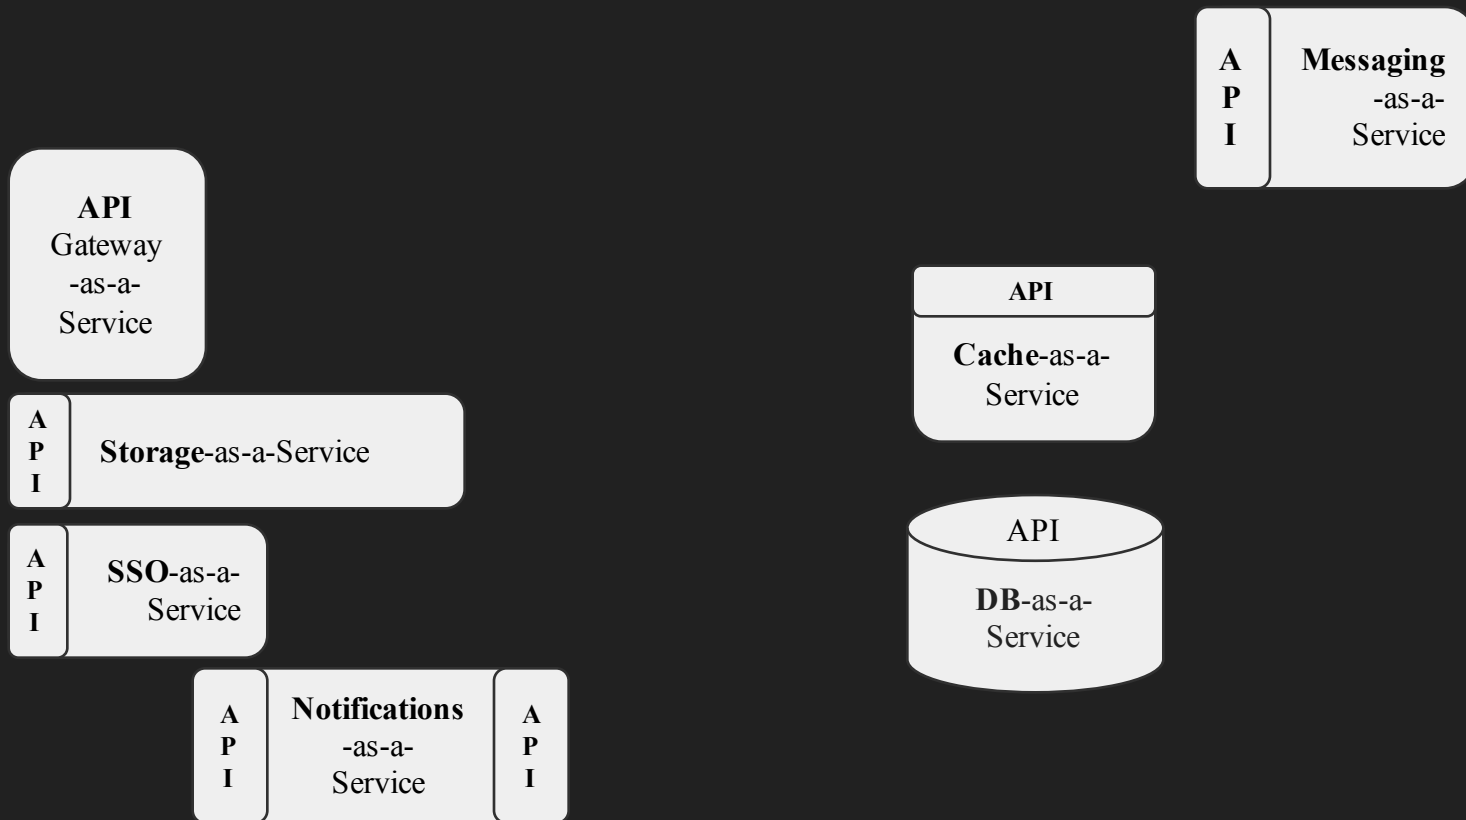 A
P
I
Messaging
-as-a-
Service
API
Gateway
-as-a-
Service
API
Cache-as-a-
Service
A
P
I
Storage-as-a-Service
API
DB-as-a-
Service
A
P
I
SSO-as-a-
Service
A
P
I
Notifications
-as-a-
Service
A
P
I